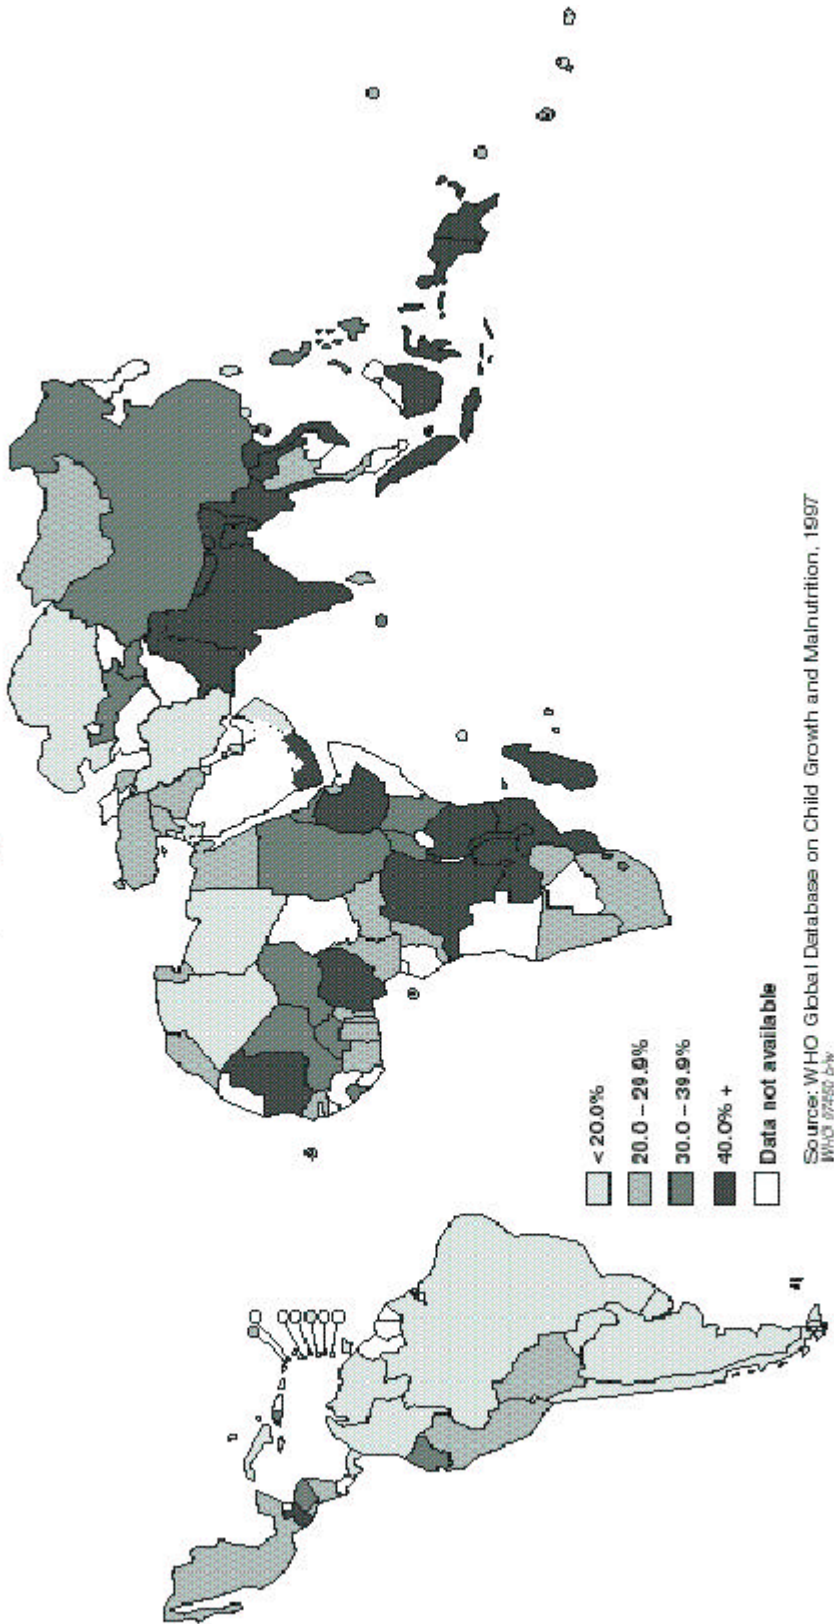 < 20.0%
20.0 – 29.9%
30.0 – 39.9%
40.0% +
Data not available
Source: WHO Global Database on Child Growth and Malnutrition, 1997